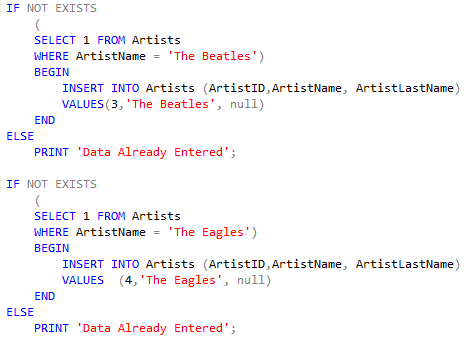 IF NOT EXISTS
(
SELECT 1 FROM Artists
WHERE ArtistName = 'The Beatles')
BEGIN
INSERT INTO Artists (ArtistID,ArtistName, ArtistLastName)
VALUES(3,'The Beatles', null)
END
ELSE
PRINT 'Data Already Entered';
IF NOT EXISTS
(
SELECT 1 FROM Artists
WHERE ArtistName = 'The Eagles')
BEGIN
INSERT INTO Artists (ArtistID,ArtistName, ArtistLastName)
VALUES  (4,'The Eagles', null)
END
ELSE
PRINT 'Data Already Entered';